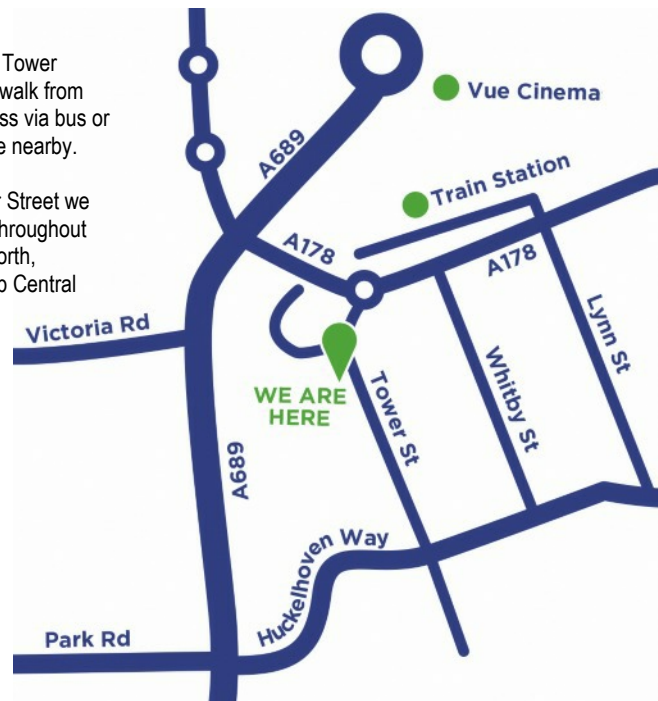 Tower
walk from
ss via bus or
e nearby.
Street we
hroughout
orth,
o Central
Vue Cinema
A689
Train Station
A178
A178
Victoria Rd
Lynn St
Whitby St
WE ARE
HERE
Tower St
A689
Huckelhoven Way
Park Rd